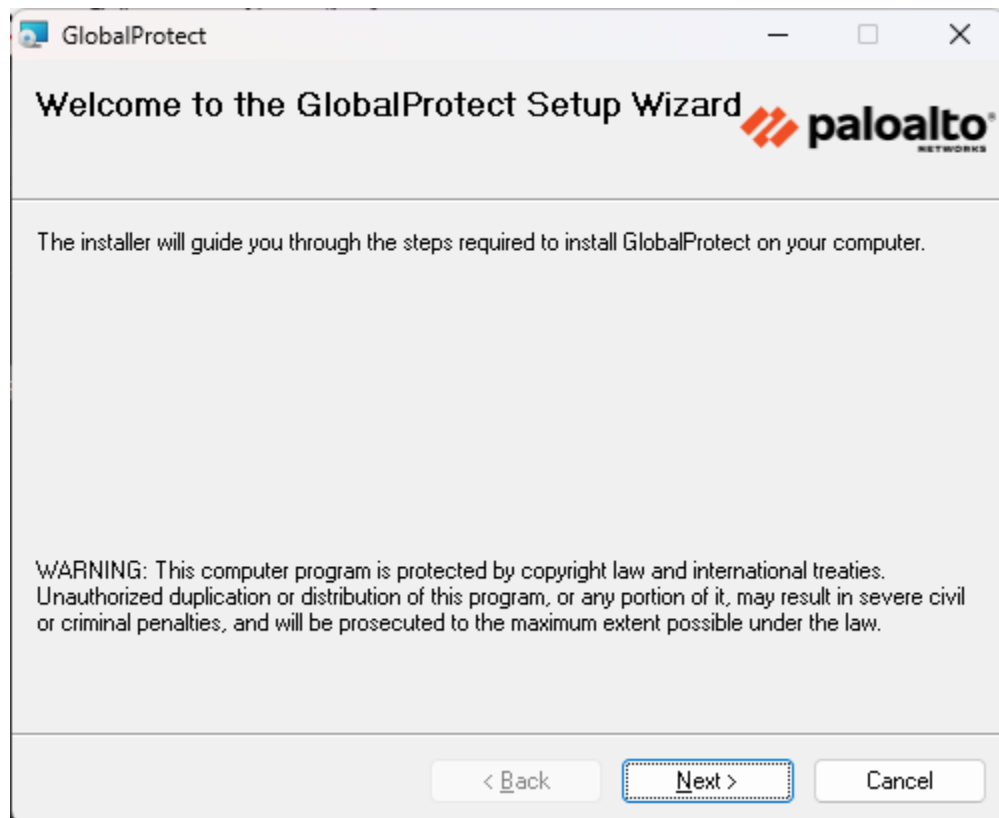 GlobalProtect
Welcome to the GlobalProtect Setup Wizard
paloalto
NETWORKS
The installer will guide you through the steps required to install GlobalProtect on your computer.
WARNING: This computer program is protected by copyright law and international treaties.
Unauthorized duplication or distribution of this program, or any portion of it, may result in severe civil
or criminal penalties, and will be prosecuted to the maximum extent possible under the law.
< Back
Next >
Cancel